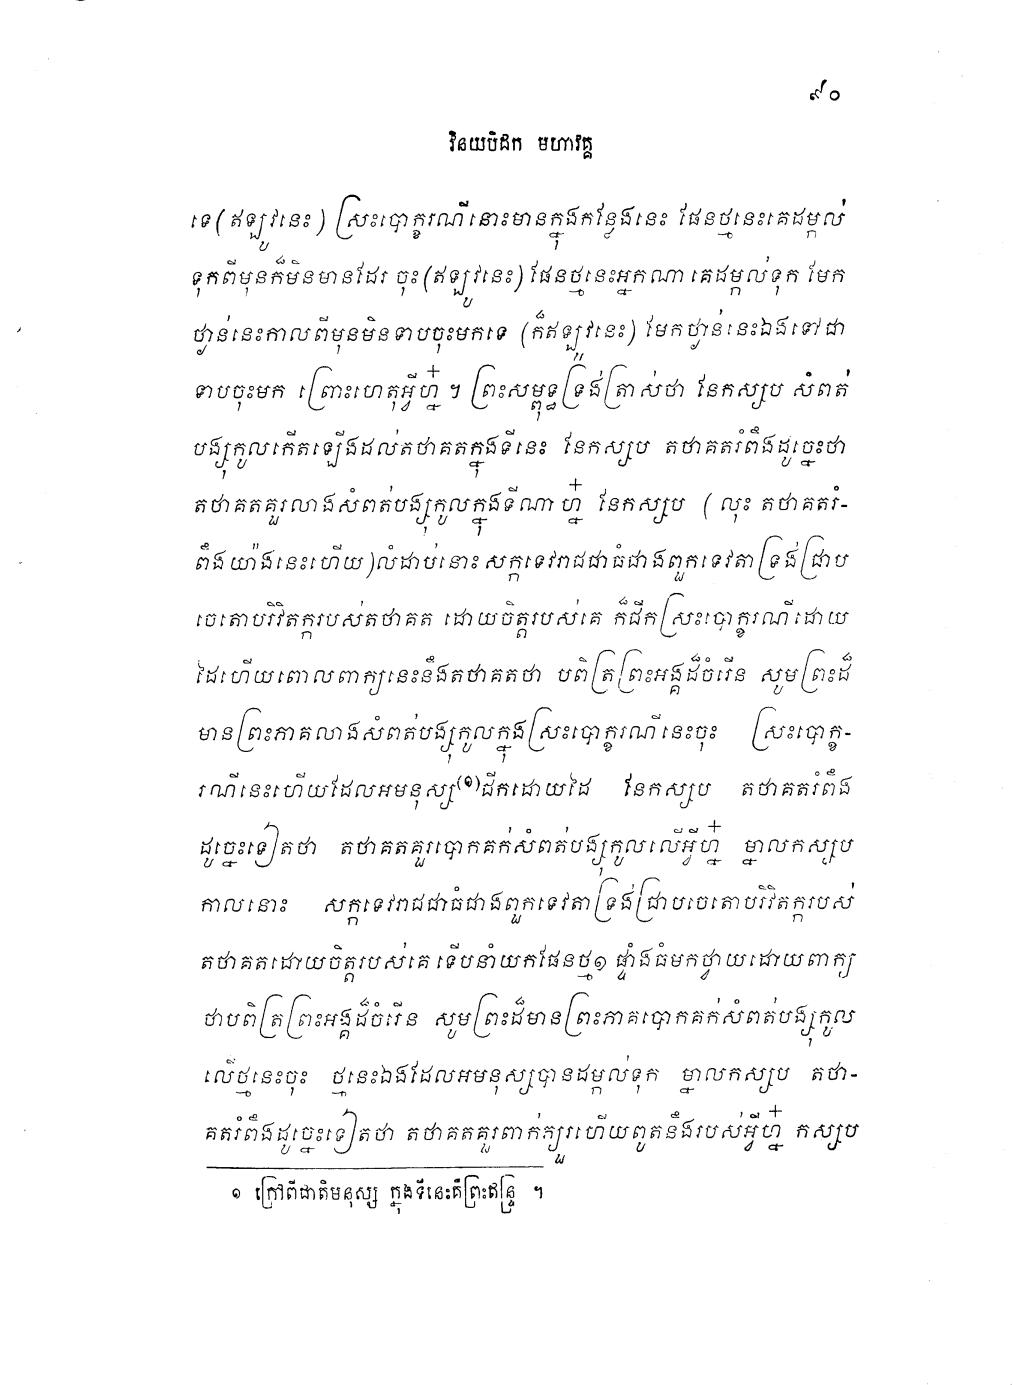 ៩០
វិនយបិដក មហាវគ្គ
ទេ (ឥឡូវនេះ) ស្រះបោក្ខរណីនោះមានក្នុងកន្លែងនេះ ផែនថ្មនេះគេដម្កល់
ទុកពីមុនក៏មិនមានដែរ ចុះ (ឥឡូវនេះ) ផែនថ្មនេះអ្នកណា គេដម្កល់ទុក មែក
ថ្ងាន់នេះកាលពីមុនមិនទាបចុះមកទេ (ក៏ឥឡូវនេះ) មែកថ្ងាន់នេះឯងទៅជា
ទាបចុះមក ព្រោះហេតុអ្វីហ្ន៎ ។ ព្រះសម្ពុទ្ធទ្រង់ត្រាស់ថា នែកស្សប សំពត់
បង្សុកូលកើតឡើងដល់តថាគតក្នុងទីនេះ នែកស្សប តថាគតរំពឹងដូច្នេះថា
តថាគតគួរលាងសំពត់បង្សុកូលក្នុងទីណាហ្ន៎ នែកស្សប ( លុះ តថាគតរំ-
ពឹងយ៉ាងនេះហើយ ) លំដាប់នោះ សក្កទេវរាជជាធំជាងពួកទេវតាទ្រង់ជ្រាប
ចេតោបរិវិតក្ករបស់តថាគត ដោយចិត្តរបស់គេ ក៏ជីកស្រះបោក្ខរណីដោយ
ដៃហើយពោលពាក្យនេះនឹងតថាគតថា បពិត្រព្រះអង្គដ៏ចំរើន សូមព្រះដ៏
មានព្រះភាគលាងសំពត់បង្សុកូលក្នុងស្រះបោក្ខរណីនេះចុះ ស្រះបោក្ខ-
រណីនេះហើយដែលអមនុស្ស(១)ជីកដោយដៃ នែកស្សប តថាគតរំពឹង
ដូច្នេះទៀតថា តថាគតគួរបោកគក់សំពត់បង្សុកូលលើអ្វីហ្ន៎ ម្នាលកស្សប
កាលនោះ សក្កទេវរាជជាធំជាងពួកទេវតាទ្រង់ជ្រាបចេតោបរិវិតក្ករបស់
តថាគតដោយចិត្តរបស់គេ ទើបនាំយកផែនថ្ម១ ផ្ទាំងធំមកថ្វាយដោយពាក្យ
ថាបពិត្រព្រះអង្គដ៏ចំរើន សូមព្រះដ៏មានព្រះភាគបោកគក់សំពត់បង្សុកូល
លើថ្មនេះចុះ ថ្មនេះឯងដែលអមនុស្សបានដម្កល់ទុក ម្នាលកស្សប តថា-
គតរំពឹងដូច្នេះទៀតថា តថាគតគួរពាក់ព្យួរហើយពូតនឹងរបស់អ្វីហ្ន៎ កស្សប
១ ក្រៅពីជាតិមនុស្ស ក្នុងទីនេះគឺព្រះឥន្ទ្រ ។